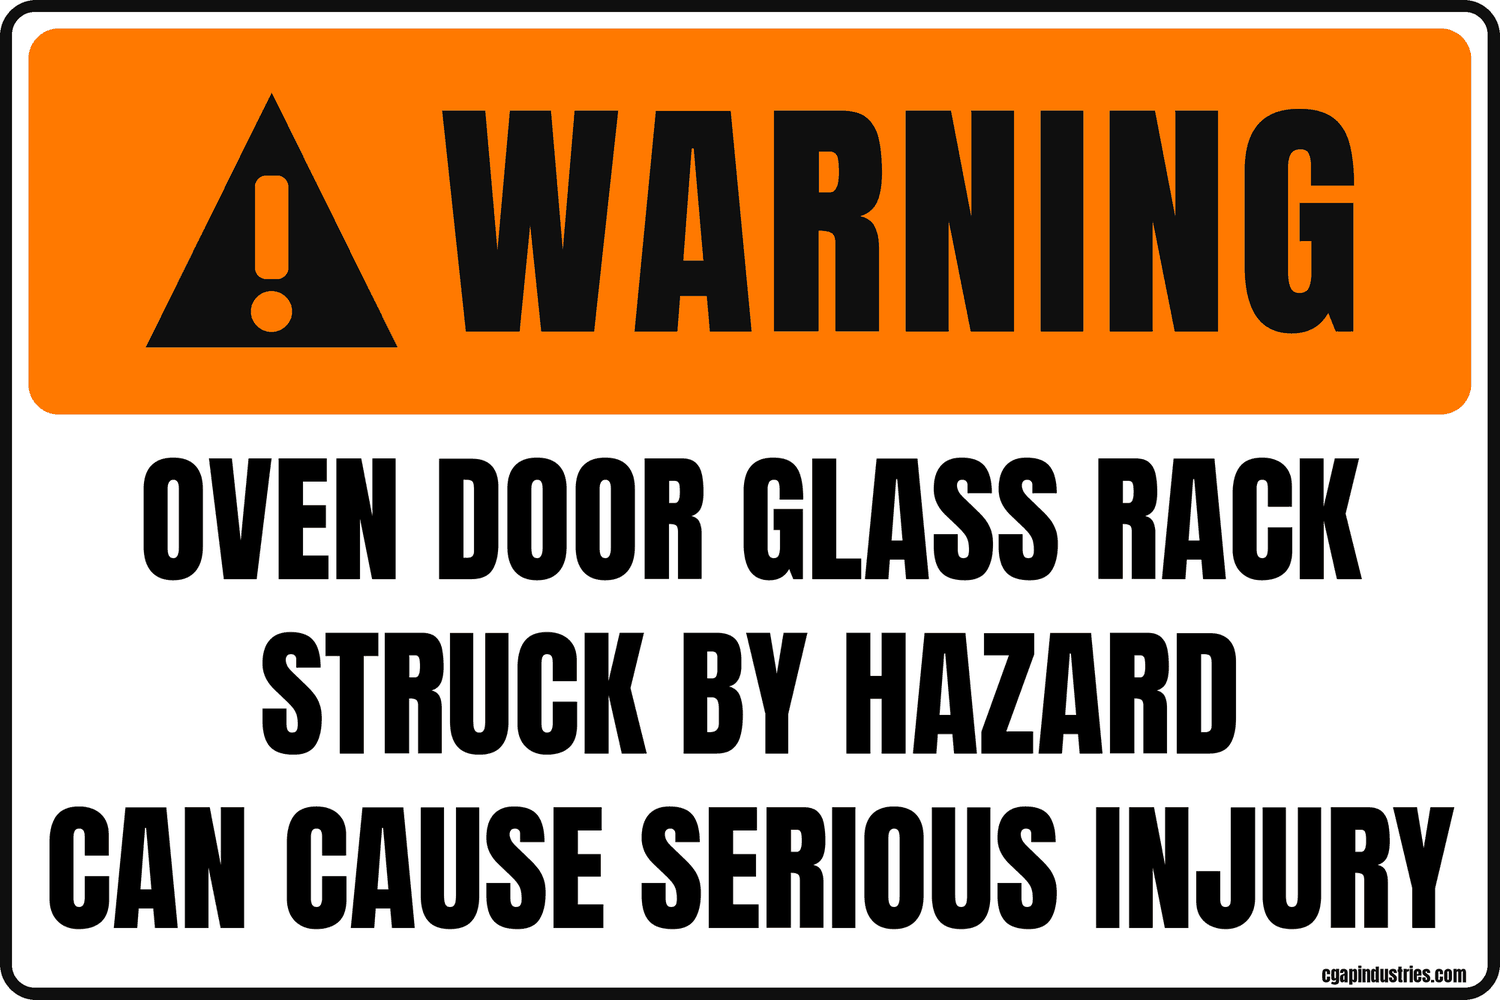 WARNING
OVEN DOOR GLASS RACK
STRUCK BY HAZARD
CAN CAUSE SERIOUS INJURY
cgapindustries.com